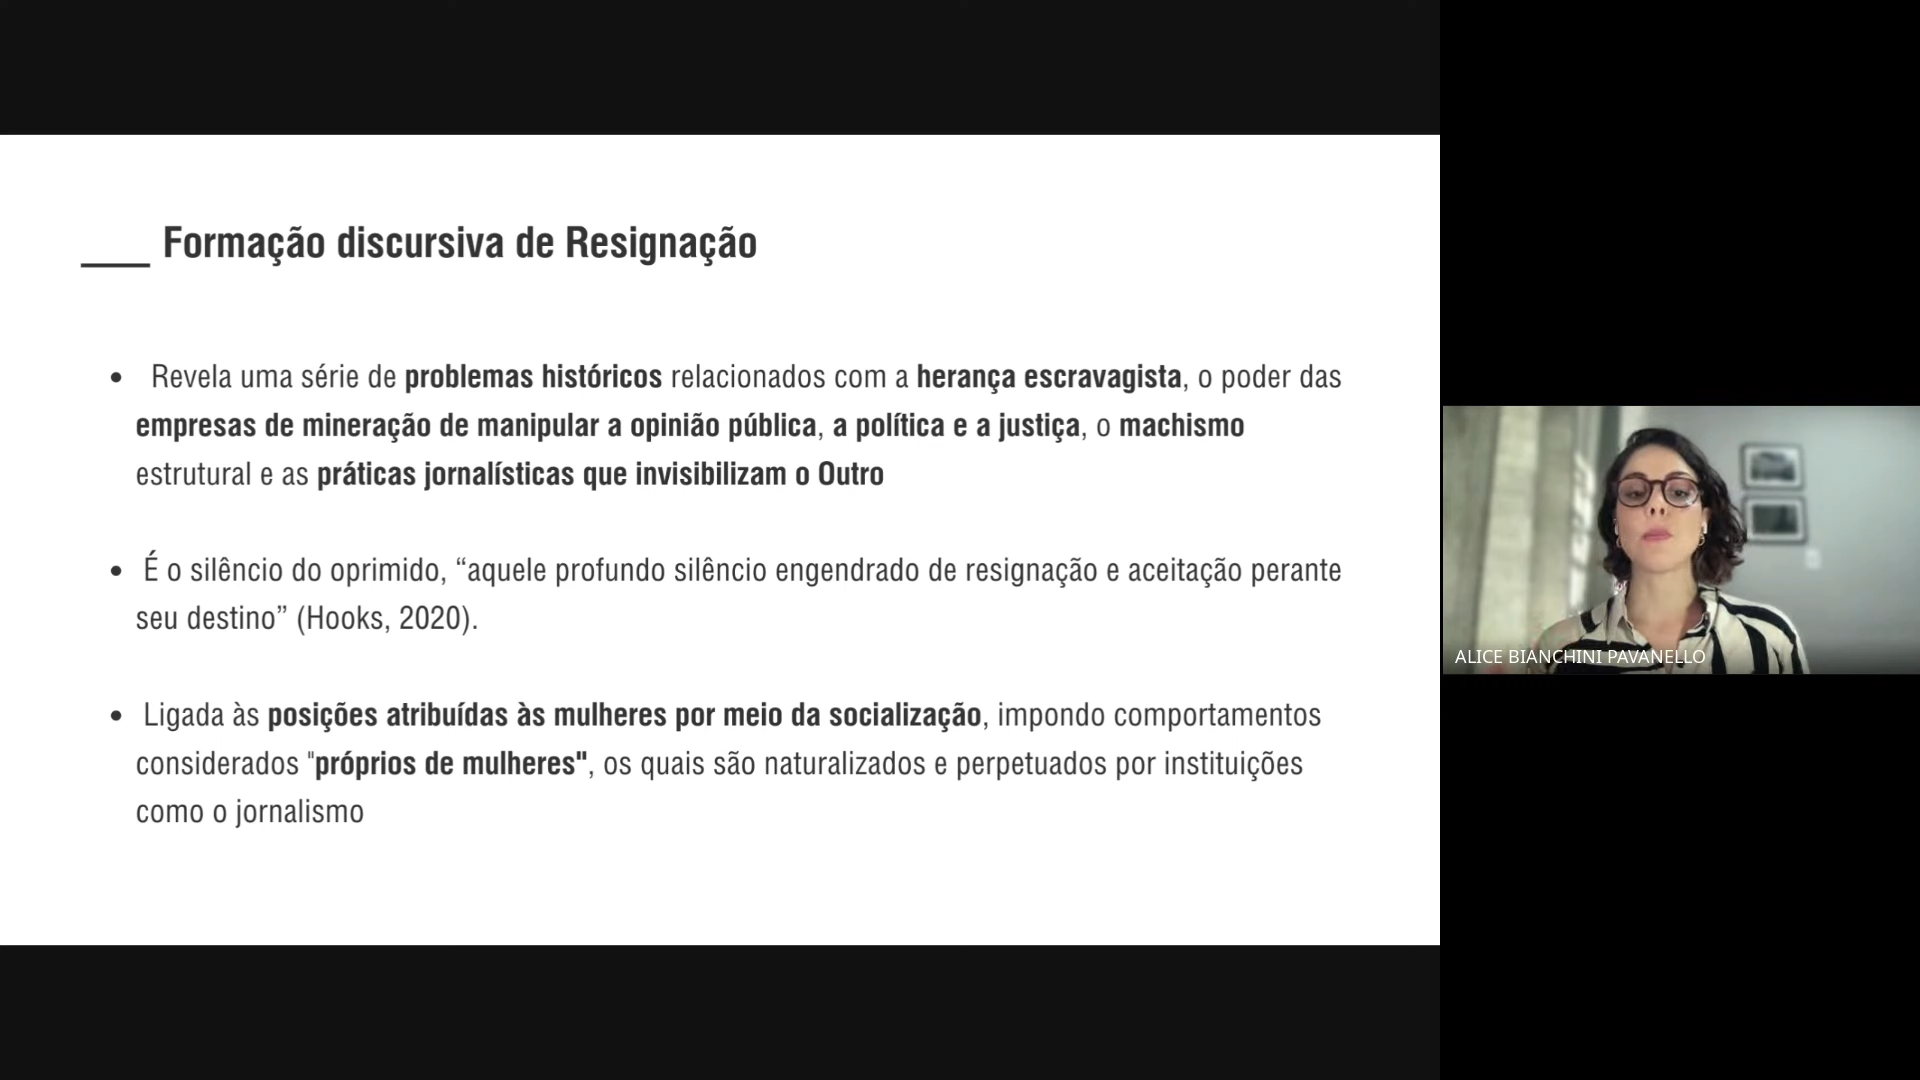 ___ Formação discursiva de Resignação
• Revela uma série de problemas históricos relacionados com a herança escravagista, o poder das
empresas de mineração de manipular a opinião pública, a política e a justiça, o machismo
estrutural e as práticas jornalísticas que invisibilizam o Outro
• É o silêncio do oprimido, “aquele profundo silêncio engendrado de resignação e aceitação perante
seu destino” (Hooks, 2020).
• Ligada às posições atribuídas às mulheres por meio da socialização, impondo comportamentos
considerados "próprios de mulheres", os quais são naturalizados e perpetuados por instituições
como o jornalismo
ALICE BIANCHINI PAVANELLO